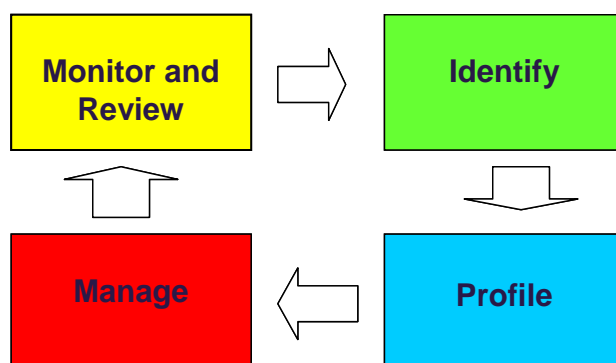 Monitor and
Review
Identify
Manage
Profile